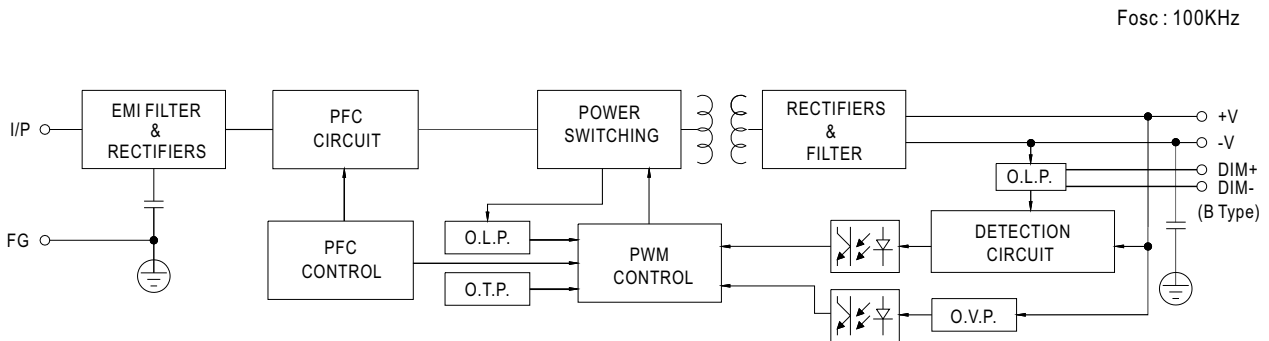 Fosc : 100KHz
I/P
EMI FILTER
&
RECTIFIERS
PFC
CIRCUIT
POWER
SWITCHING
RECTIFIERS
&
FILTER
+V
-V
DIM+
DIM-
(B Type)
O.L.P.
FG
PFC
CONTROL
O.L.P.
O.T.P.
PWM
CONTROL
DETECTION
CIRCUIT
O.V.P.